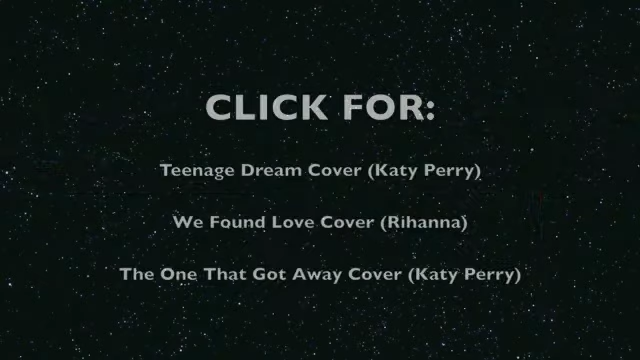 CLICK FOR:
Teenage Dream Cover (Katy Perry)
We Found Love Cover (Rihanna)
The One That Got Away Cover (Katy Perry)